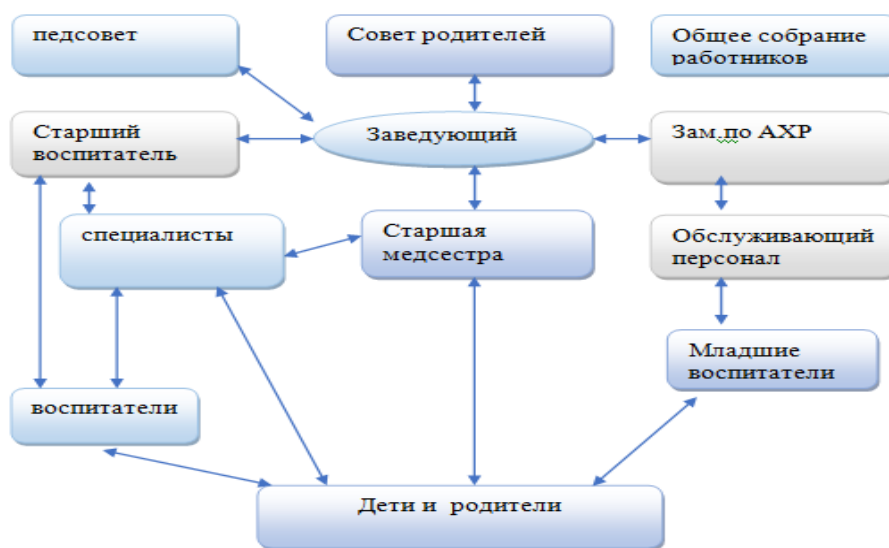 педсовет
Совет родителей
Общее собрание
работников
Старший
воспитатель
Заведующий
Зам.по АХР
специалисты
Старшая
медсестра
Обслуживающий
персонал
Младшие
воспитатели
воспитатели
Дети и родители